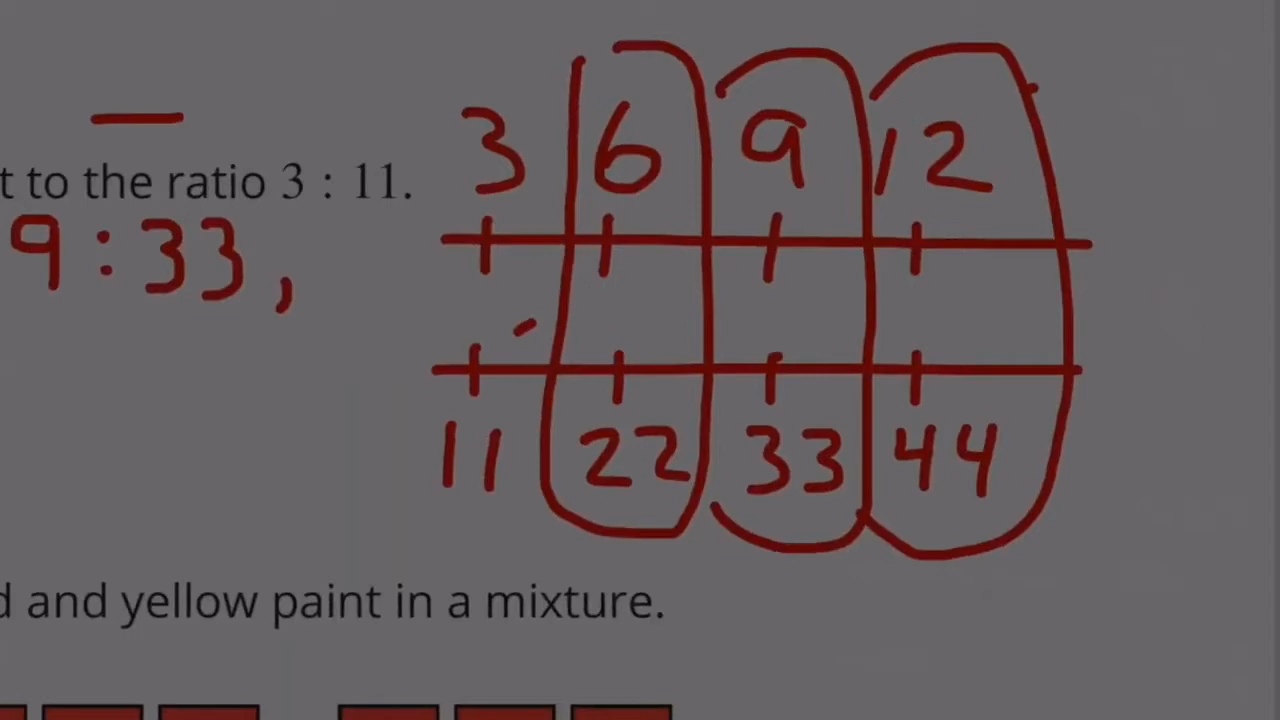 3 6 9 12
t to the ratio 3 : 11.
9 : 33,
11 22 33 44
d and yellow paint in a mixture.